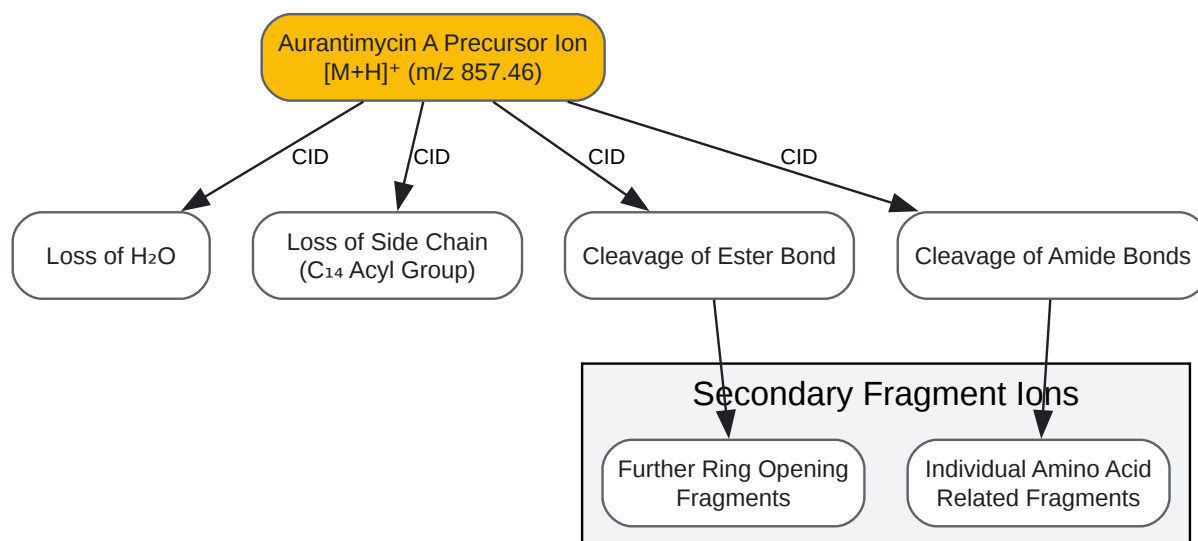 Aurantimycin A Precursor Ion
[M+H]⁺ (m/z 857.46)
CID
CID
CID
CID
Loss of H₂O
Loss of Side Chain
(C₁₄ Acyl Group)
Cleavage of Ester Bond
Cleavage of Amide Bonds
Secondary Fragment Ions
Further Ring Opening
Fragments
Individual Amino Acid
Related Fragments